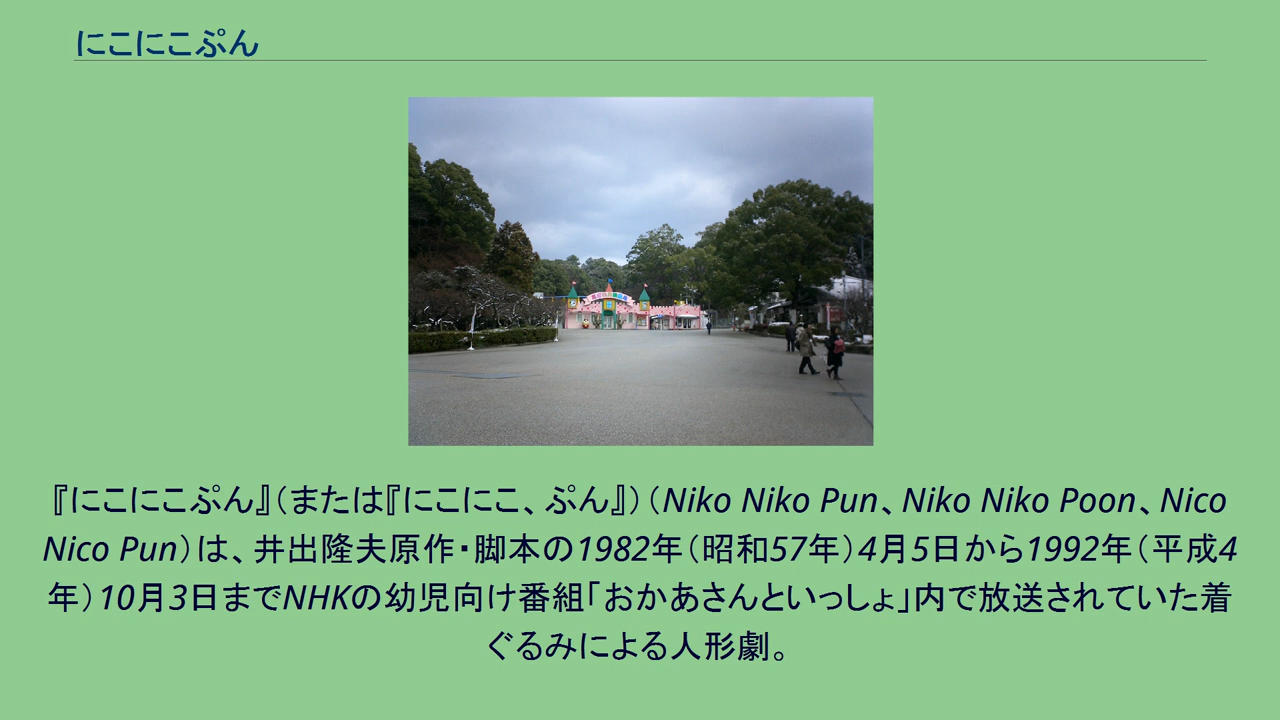 にこにこぷん
『にこにこぷん』（または『にこにこ、ぷん』）（Niko Niko Pun、Niko Niko Poon、Nico
Nico Pun）は、井出隆夫原作・脚本の1982年（昭和57年）4月5日から1992年（平成4
年）10月3日までNHKの幼児向け番組「おかあさんといっしょ」内で放送されていた着
ぐるみによる人形劇。